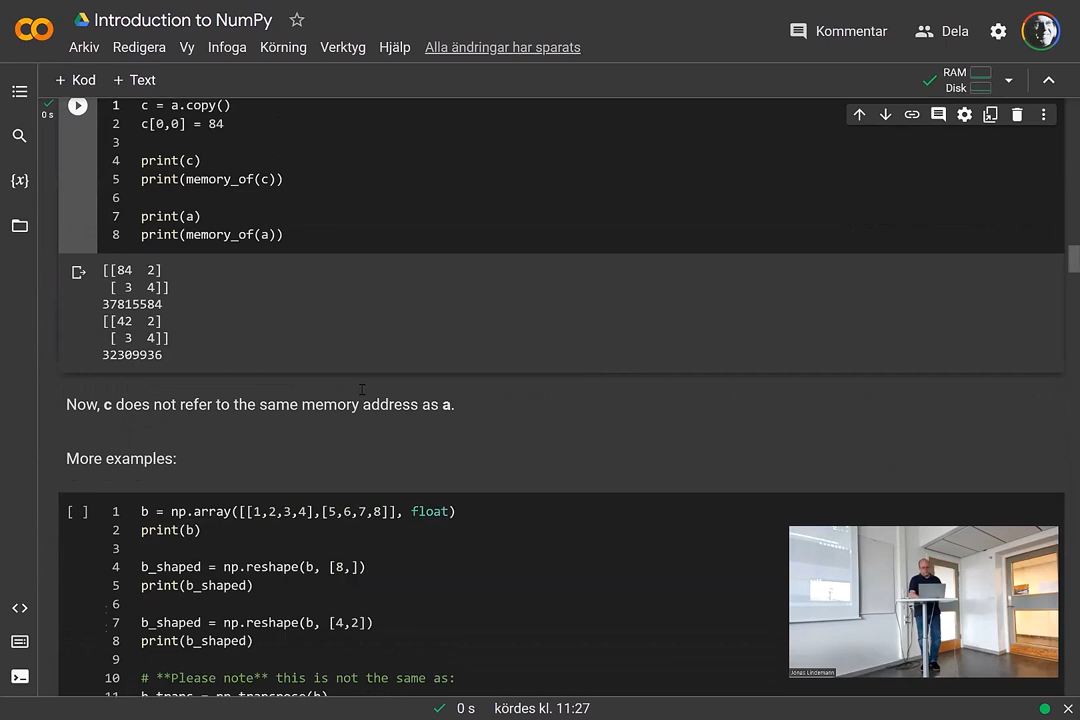 Introduction to NumPy
Kommentar
Dela
Arkiv Redigera Vy Infoga Körning Verktyg Hjälp Alla ändringar har sparats
+ Kod + Text
RAM
Disk
0 s
1 c = a.copy()
2 c[0,0] = 84
3
4 print(c)
5 print(memory_of(c))
6
7 print(a)
8 print(memory_of(a))
{x}
[[84  2]
 [ 3  4]]
37815584
[[42  2]
 [ 3  4]]
32309936
Now, c does not refer to the same memory address as a.
More examples:
[ ] 1 b = np.array([[1,2,3,4],[5,6,7,8]], float)
2 print(b)
3
4 b_shaped = np.reshape(b, [8,])
5 print(b_shaped)
6
7 b_shaped = np.reshape(b, [4,2])
8 print(b_shaped)
9
10 # **Please note** this is not the same as:
11 b_trans = np.transpose(b)
Jonas Lindemann
0 s kördes kl. 11:27